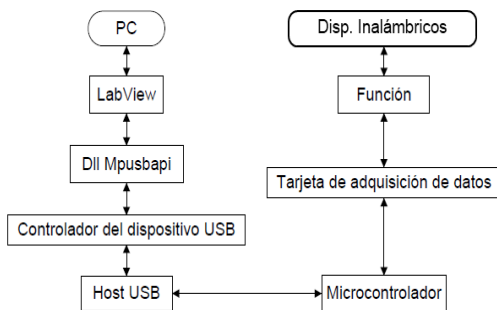 PC
LabView
Dll Mpusbapi
Controlador del dispositivo USB
Host USB
Disp. Inalámbricos
Función
Tarjeta de adquisición de datos
Microcontrolador